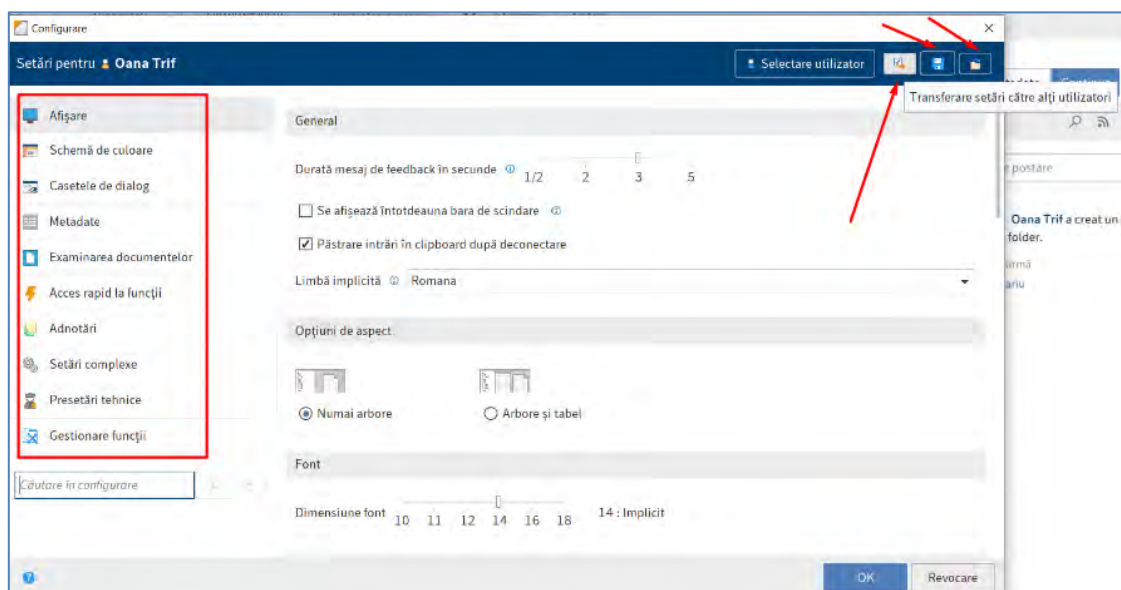 Configurare
Setări pentru Oana Trif
Selectare utilizator
Transferare setări către alți utilizatori
Afișare
Schemă de culoare
Casetele de dialog
Metadate
Examinarea documentelor
Acces rapid la funcții
Adnotări
Setări complexe
Presetări tehnice
Gestionare funcții
Căutare în configurare
General
Durată mesaj de feedback în secunde
1/2 2 3 5
Se afișează întotdeauna bara de scindare
Păstrare intrări în clipboard după deconectare
Limbă implicită Romana
Opțiuni de aspect
Numai arbore
Arbore și tabel
Font
Dimensiune font
10 11 12 14 16 18
14 : Implicit
OK
Revocare
postare
Oana Trif a creat un
folder.